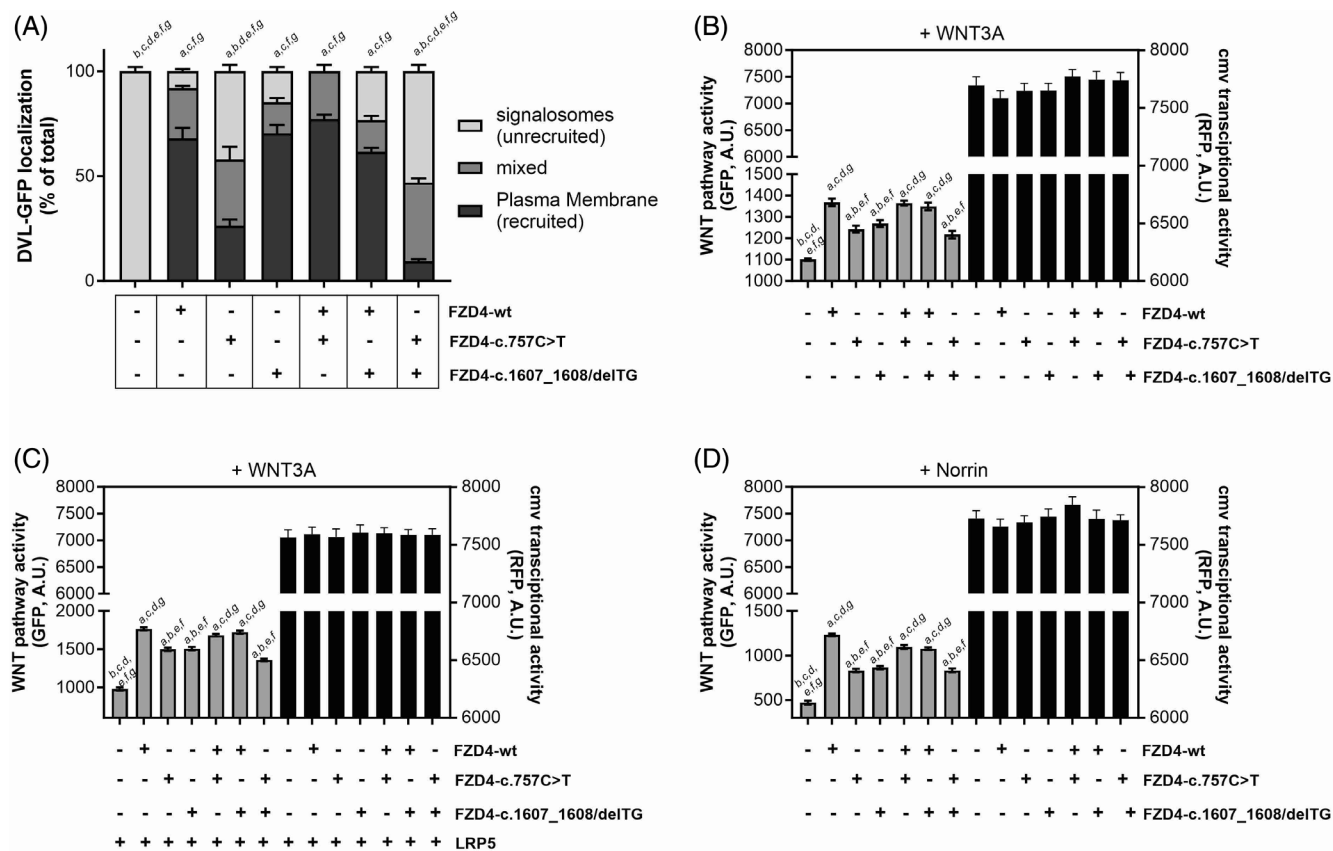 (A)
b,c,d,e,f,g
a,c,f,g
a,b,d,e,f,g
a,c,f,g
a,c,f,g
a,c,f,g
a,b,c,d,e,f,g
DVL-GFP localization
(% of total)
100
50
0
signalosomes
(unrecruited)
mixed
Plasma Membrane
(recruited)
- + - - + + - FZD4-wt
- - + - + - + FZD4-c.757C>T
- - - + - + + FZD4-c.1607_1608/delTG
(B)
+ WNT3A
WNT pathway activity
(GFP, A.U.)
8000
7500
7000
6500
6000
1500
1400
1300
1200
1100
1000
b,c,d,
e,f,g
a,c,d,g
a,b,e,f
a,b,e,f
a,c,d,g
a,c,d,g
a,b,e,f
8000
7500
7000
6500
6000
cmv transcriptional activity
(RFP, A.U.)
- + - - + + - - + - - + + - FZD4-wt
- - + - + - + - - + - + - + FZD4-c.757C>T
- - - + - + + - - - + - + + FZD4-c.1607_1608/delTG
(C)
+ WNT3A
WNT pathway activity
(GFP, A.U.)
8000
7500
7000
6500
6000
2000
1500
1000
b,c,d,
e,f,g
a,c,d,g
a,b,e,f
a,b,e,f
a,c,d,g
a,c,d,g
a,b,e,f
8000
7500
7000
6500
6000
cmv transcriptional activity
(RFP, A.U.)
- + - - + + - - + - - + + - FZD4-wt
- - + - + - + - - + - + - + FZD4-c.757C>T
- - - + - + + - - - + - + + FZD4-c.1607_1608/delTG
+ + + + + + + + + + + + + + LRP5
(D)
+ Norrin
WNT pathway activity
(GFP, A.U.)
8000
7500
7000
6500
6000
1500
1000
500
b,c,d,
e,f,g
a,c,d,g
a,b,e,f
a,b,e,f
a,c,d,g
a,c,d,g
a,b,e,f
8000
7500
7000
6500
6000
cmv transcriptional activity
(RFP, A.U.)
- + - - + + - - + - - + + - FZD4-wt
- - + - + - + - - + - + - + FZD4-c.757C>T
- - - + - + + - - - + - + + FZD4-c.1607_1608/delTG